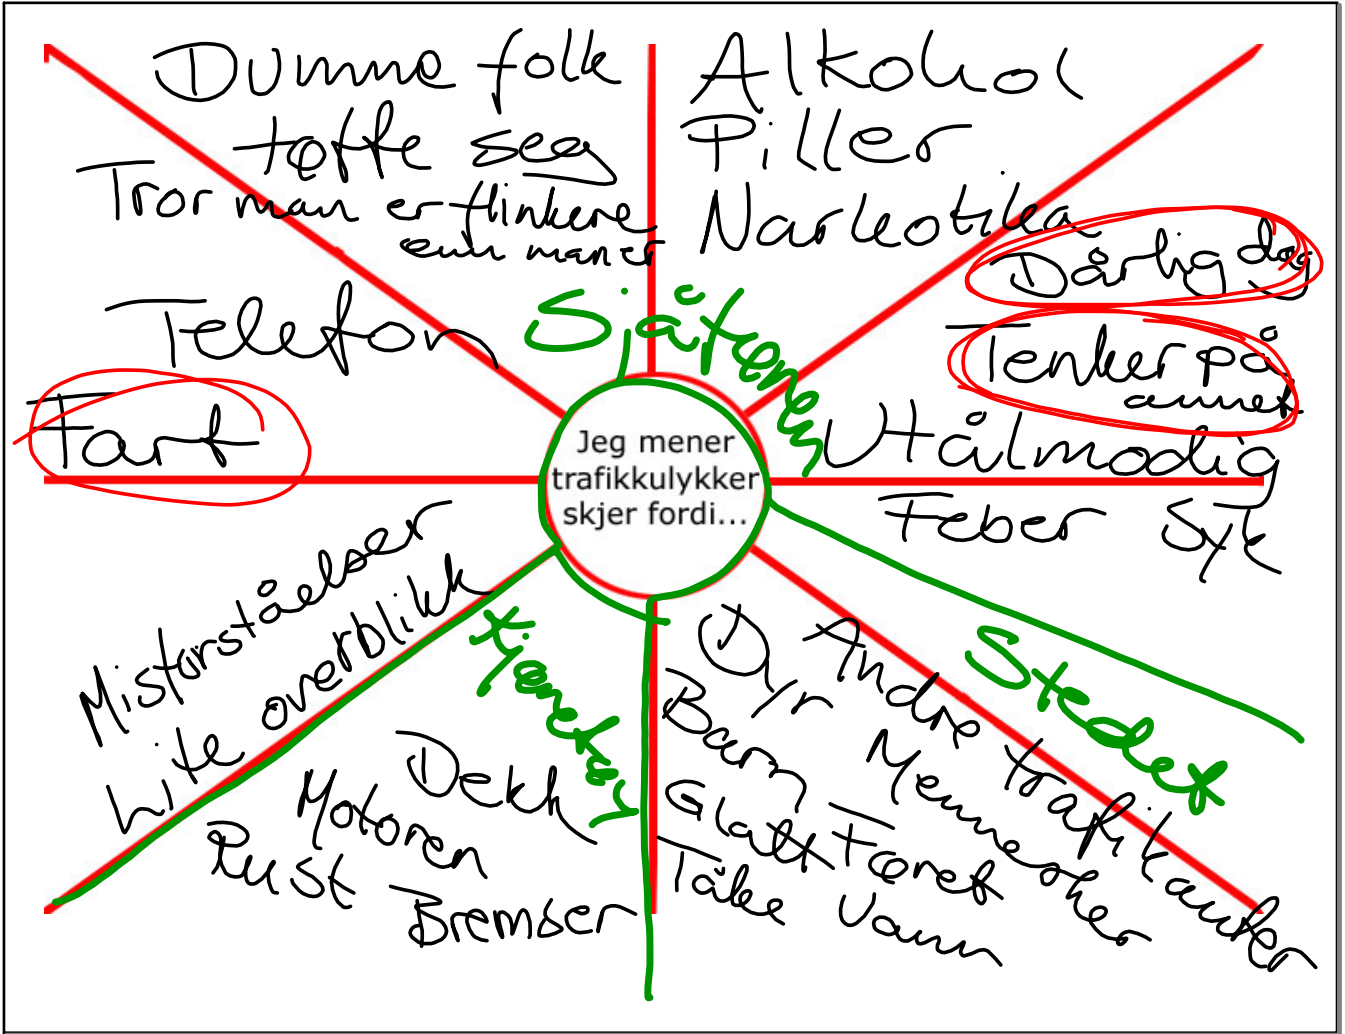 Dumme folk
tøffe seg
Tror man er flinkere
enn man er
Telefon
Fart
Alkohol
Piller
Narkotika
Dårlig dag
Tenker på
annet
Utålmodig
Feber Syk
Sjåføren
Jeg mener
trafikkulykker
skjer fordi...
Misforståelser
Lite overblikk
Kjøretøy
Dekk
Motoren
Rust
Bremser
Stedet
Dyr
Barn
Glatt Føret
Tåke Vann
Andre trafikanter
Mennesker